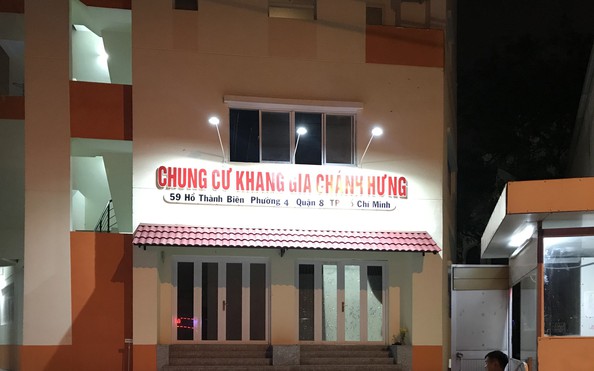 CHUNG CƯ KHANG GIA CHÁNH HƯNG
59 Hồ Thành Biên Phường 4 Quận 8 TP Chí Minh